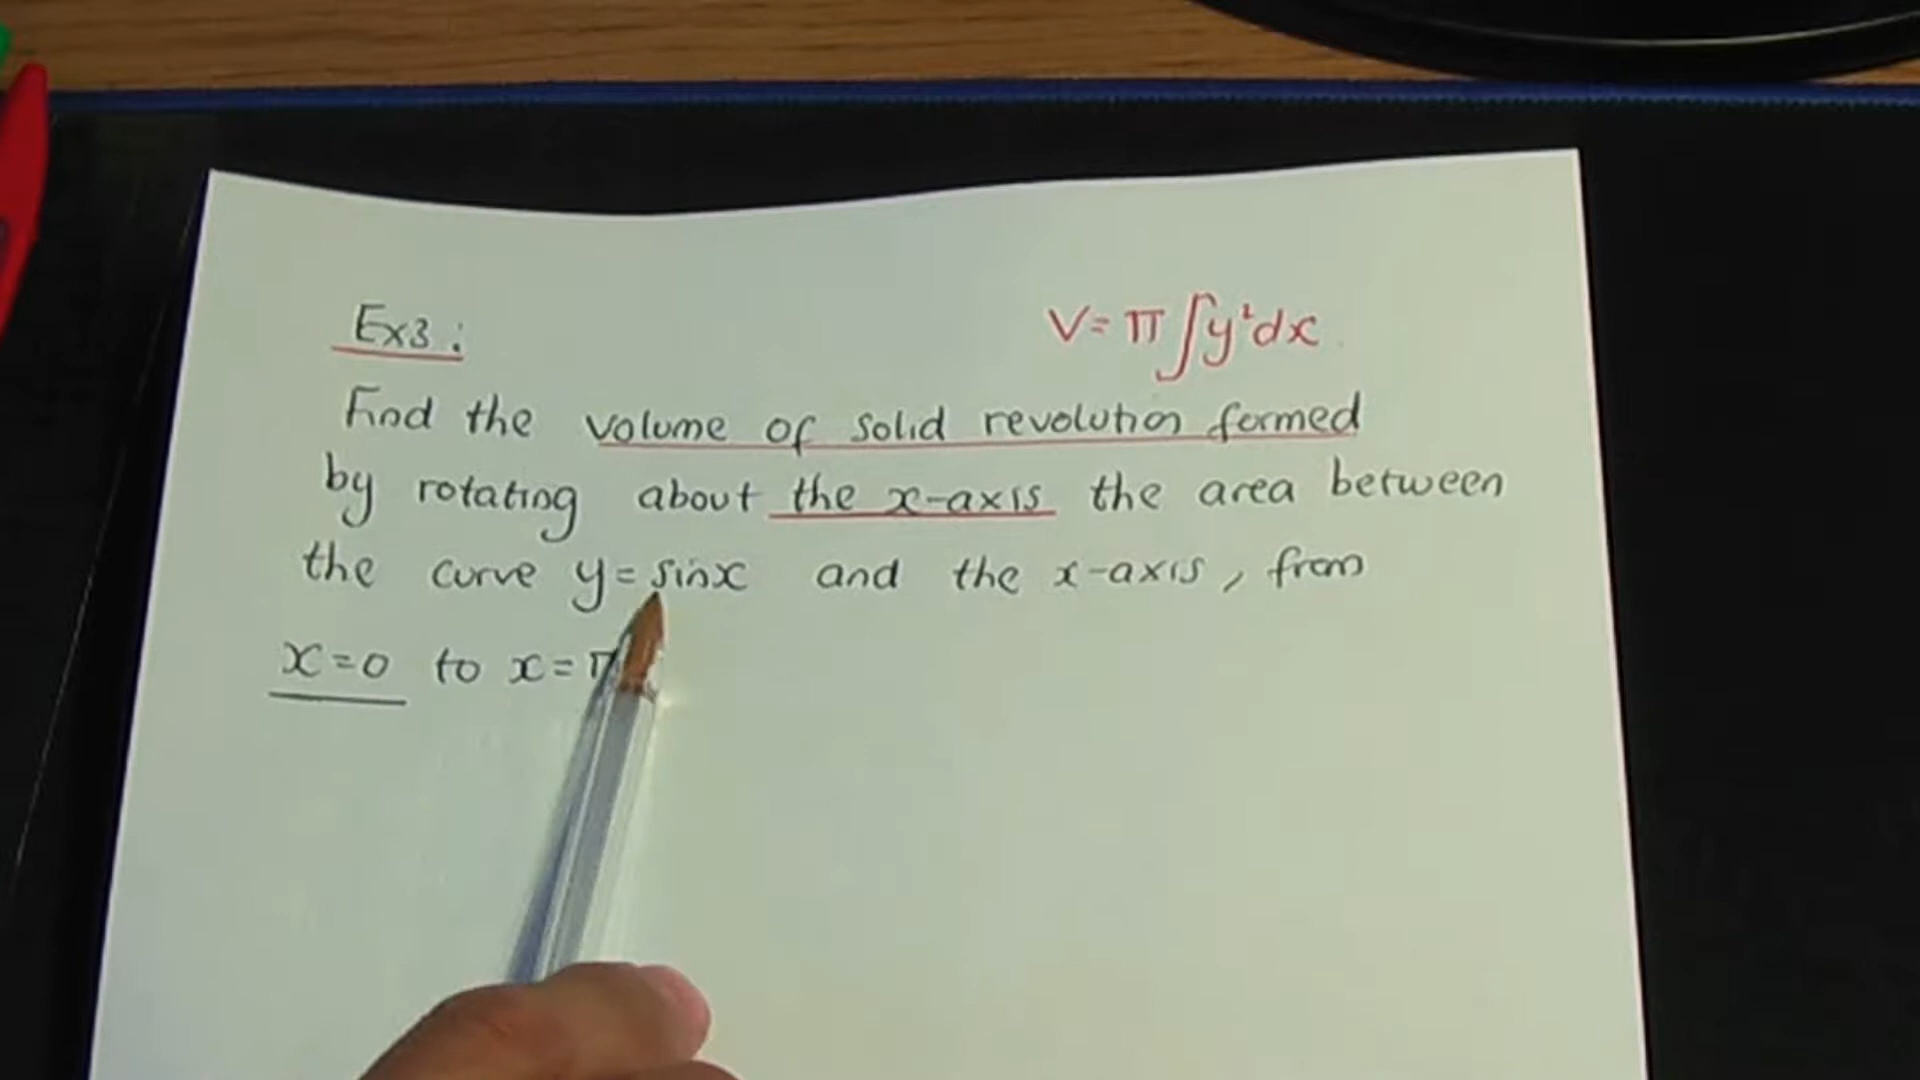 Ex3:
V = π∫y²dx
Find the volume of solid revolution formed
by rotating about the x-axis the area between
the curve y = sinx and the x-axis, from
x=0 to x=π